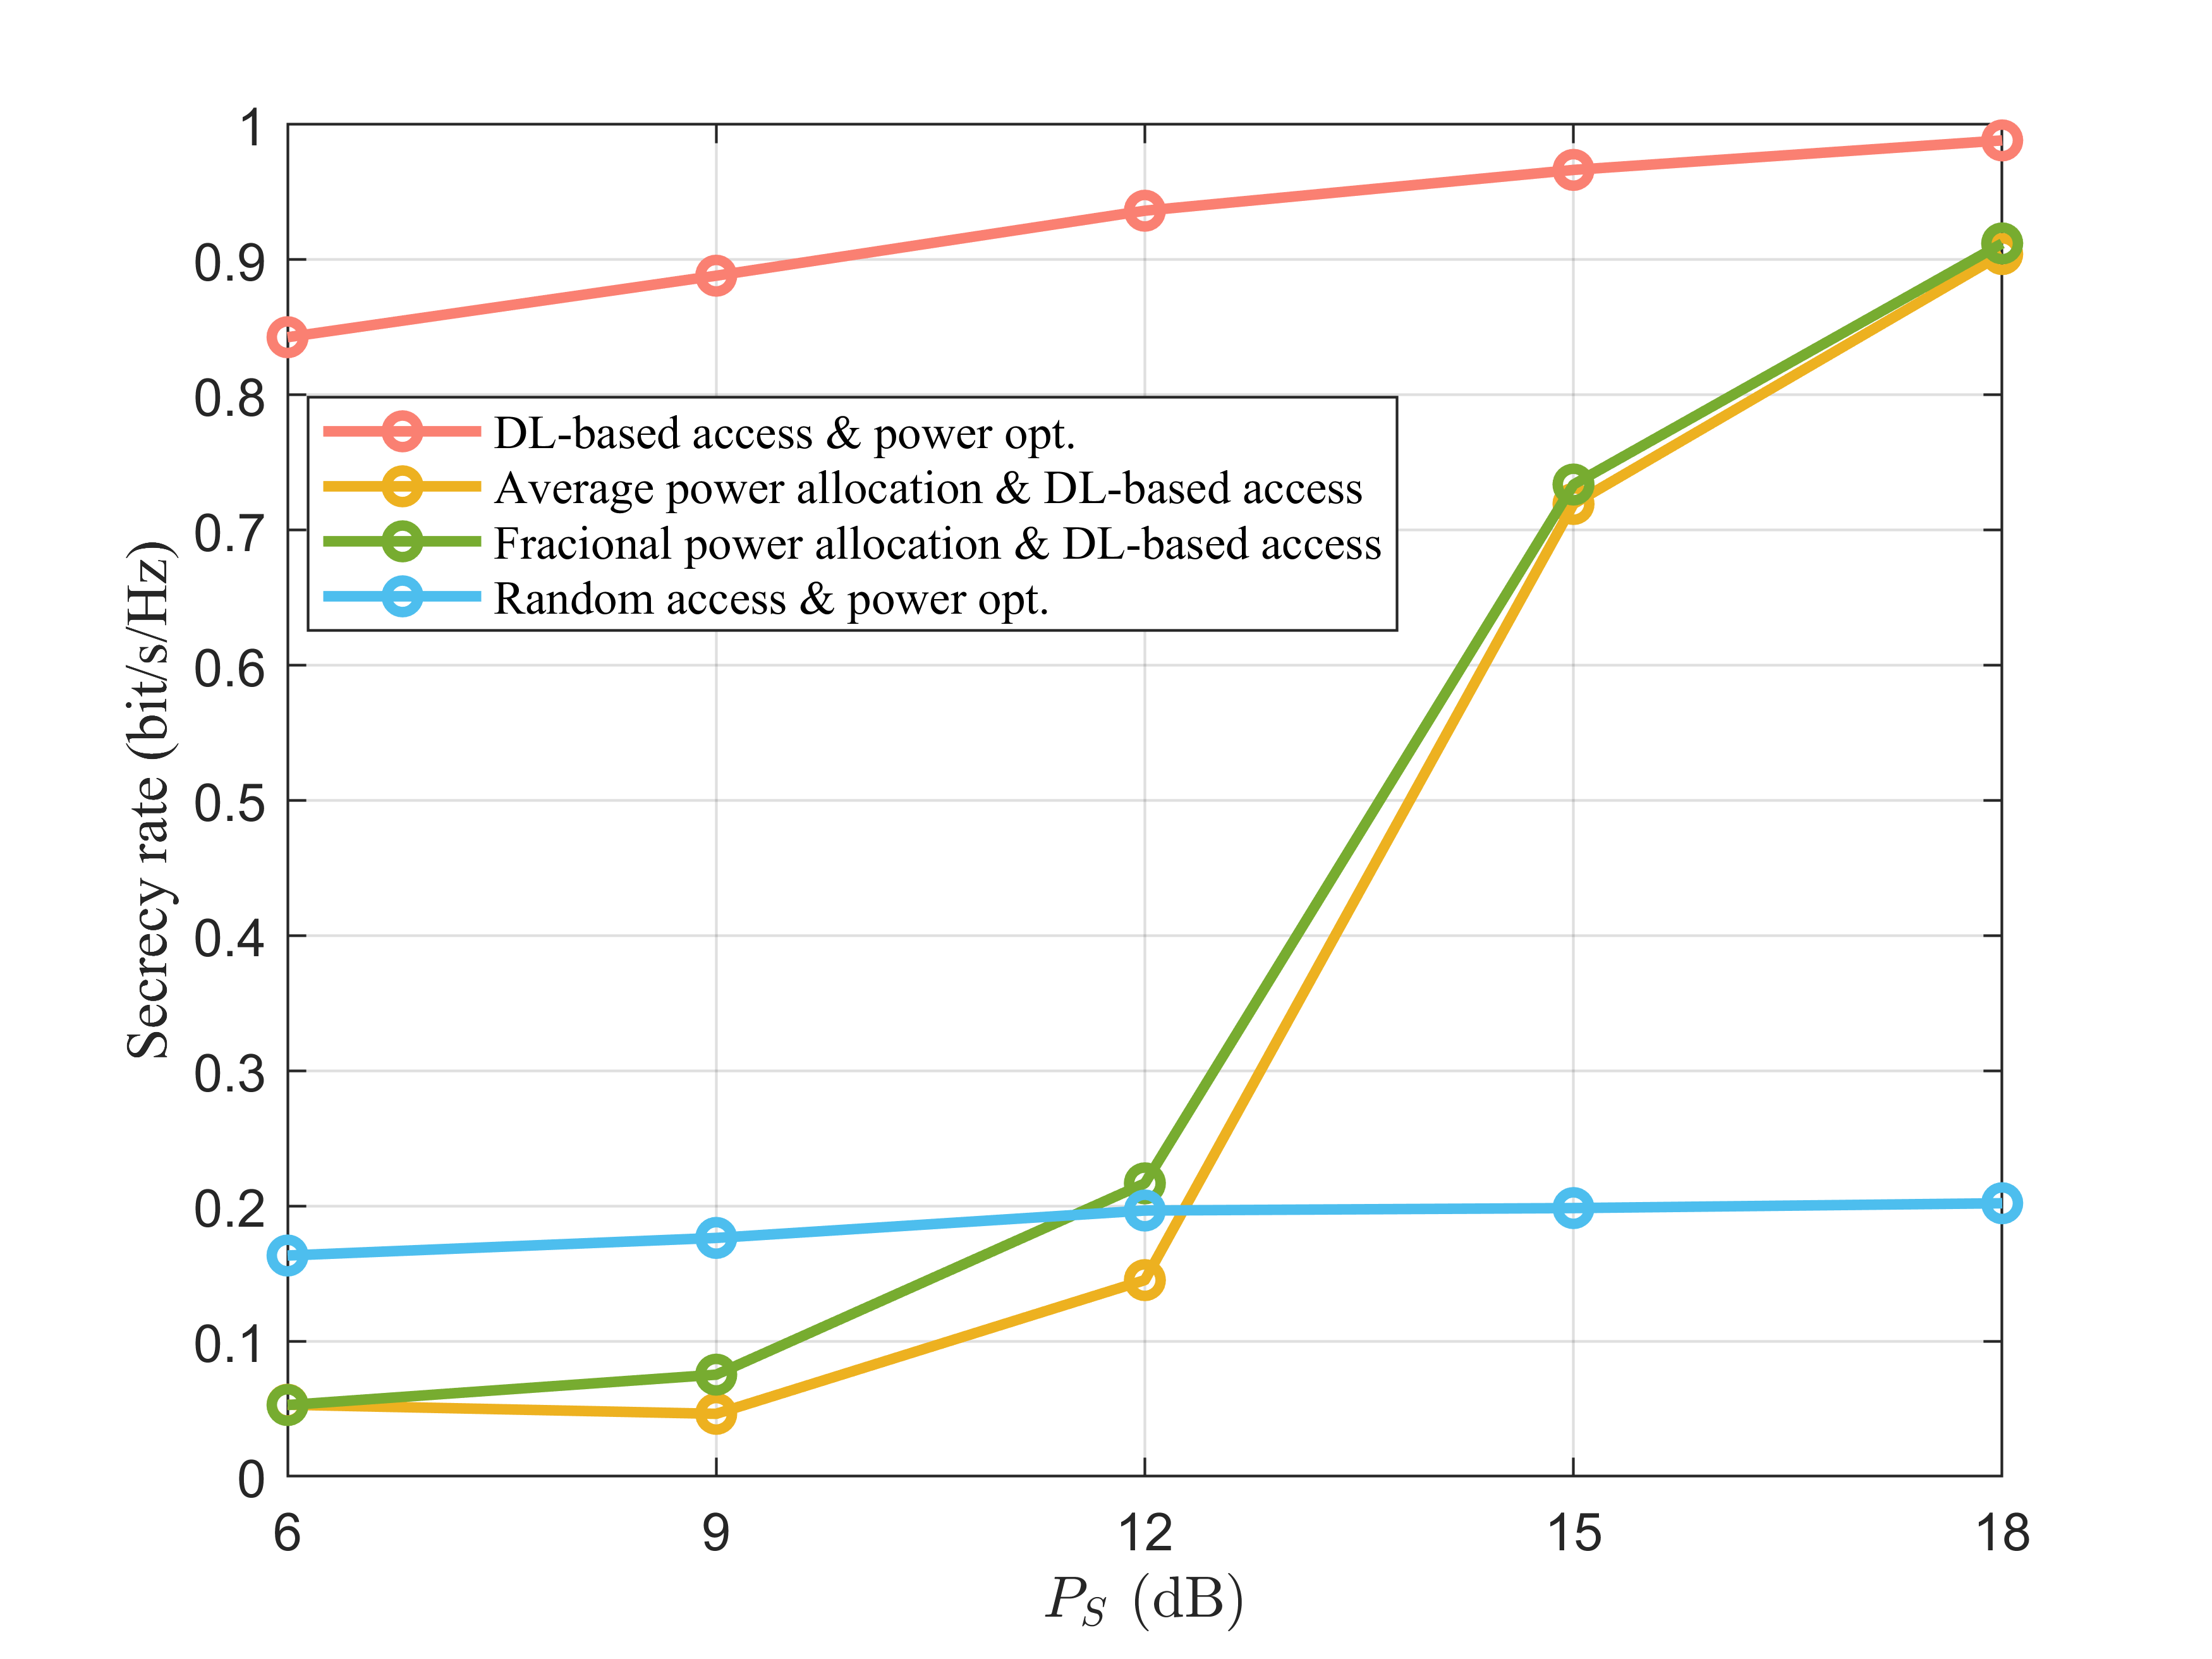 1
0.9
0.8
0.7
0.6
0.5
0.4
0.3
0.2
0.1
0
Secrecy rate (bit/s/Hz)
DL-based access & power opt.
Average power allocation & DL-based access
Fracional power allocation & DL-based access
Random access & power opt.
6 9 12 15 18
P_S (dB)